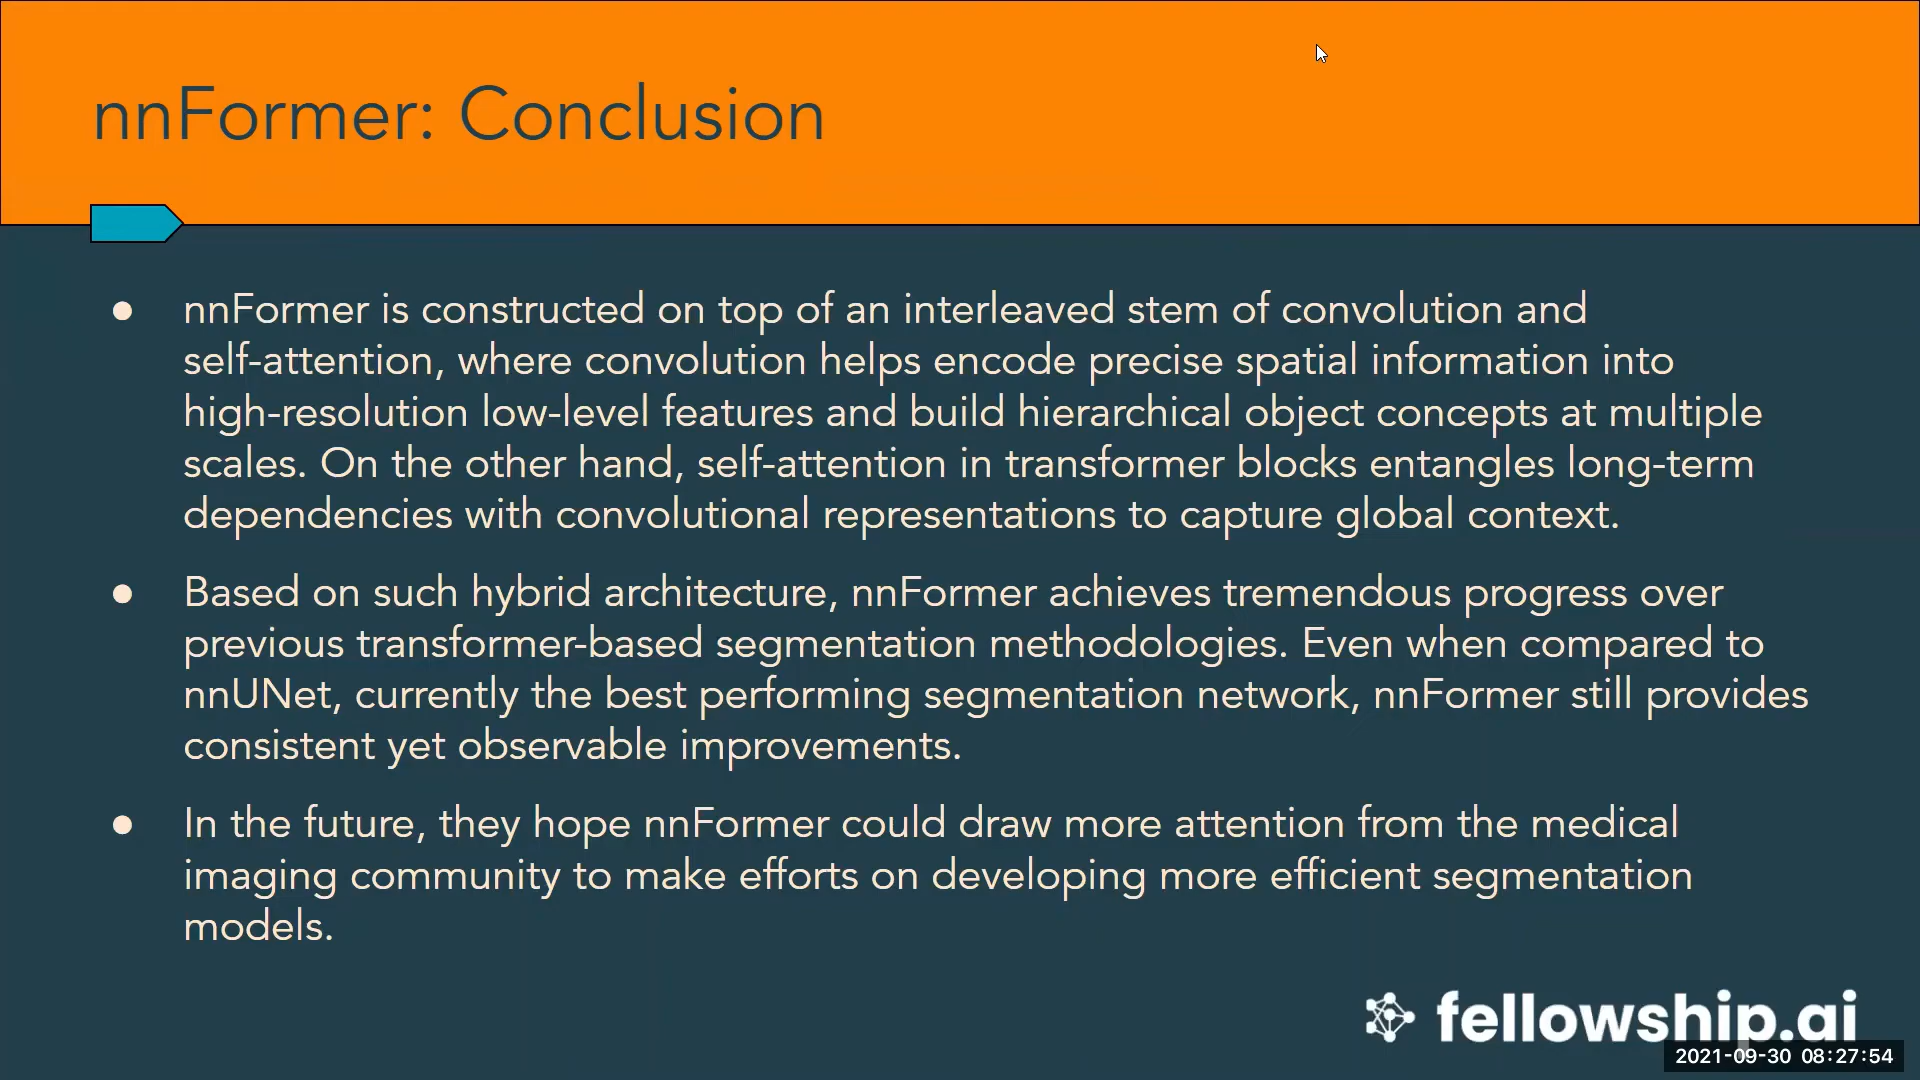 nnFormer: Conclusion
● nnFormer is constructed on top of an interleaved stem of convolution and
self-attention, where convolution helps encode precise spatial information into
high-resolution low-level features and build hierarchical object concepts at multiple
scales. On the other hand, self-attention in transformer blocks entangles long-term
dependencies with convolutional representations to capture global context.
● Based on such hybrid architecture, nnFormer achieves tremendous progress over
previous transformer-based segmentation methodologies. Even when compared to
nnUNet, currently the best performing segmentation network, nnFormer still provides
consistent yet observable improvements.
● In the future, they hope nnFormer could draw more attention from the medical
imaging community to make efforts on developing more efficient segmentation
models.
fellowship.ai
2021-09-30 08:27:54